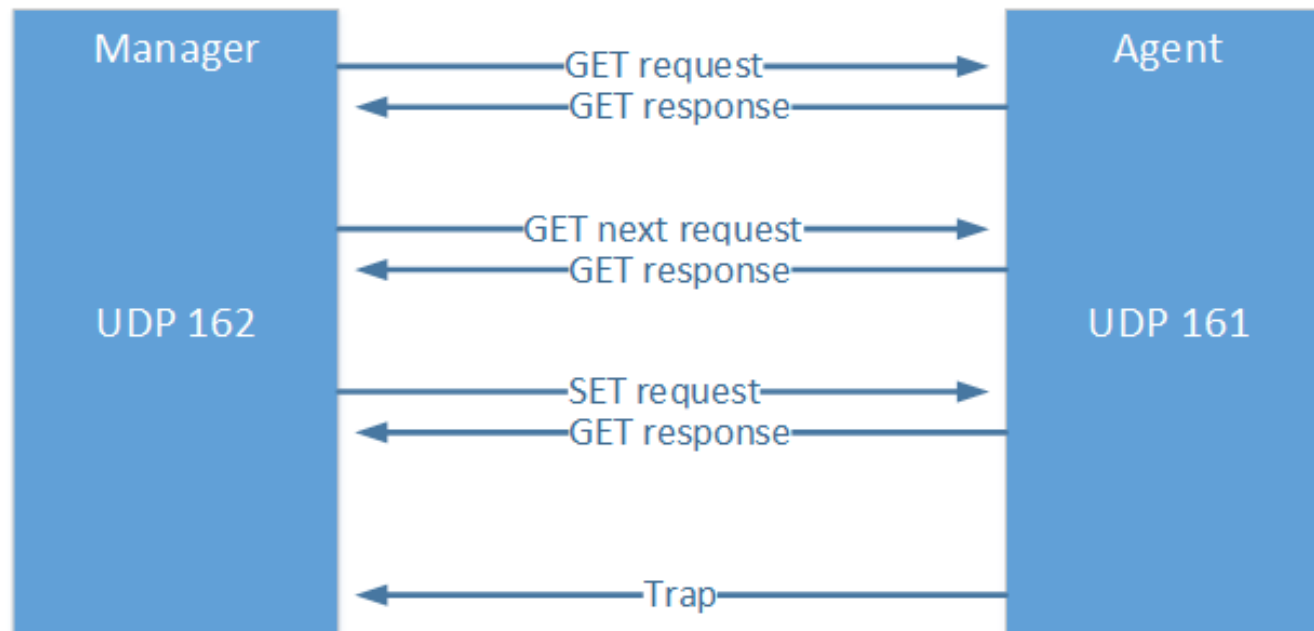 Manager
Agent
GET request
GET response
GET next request
GET response
UDP 162
UDP 161
SET request
GET response
Trap